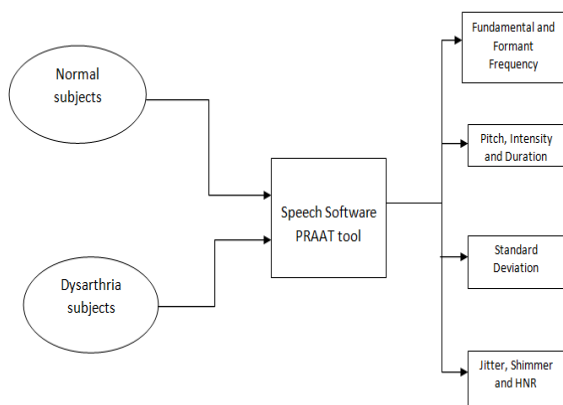 Normal
subjects
Dysarthria
subjects
Speech Software
PRAAT tool
Fundamental and
Formant
Frequency
Pitch, Intensity
and Duration
Standard
Deviation
Jitter, Shimmer
and HNR